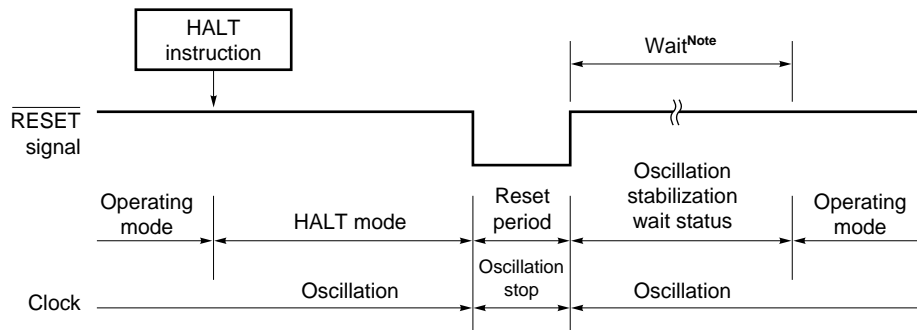 HALT
instruction
Wait Note
RESET
signal
Operating
mode
HALT mode
Reset
period
Oscillation
stabilization
wait status
Operating
mode
Clock
Oscillation
Oscillation
stop
Oscillation